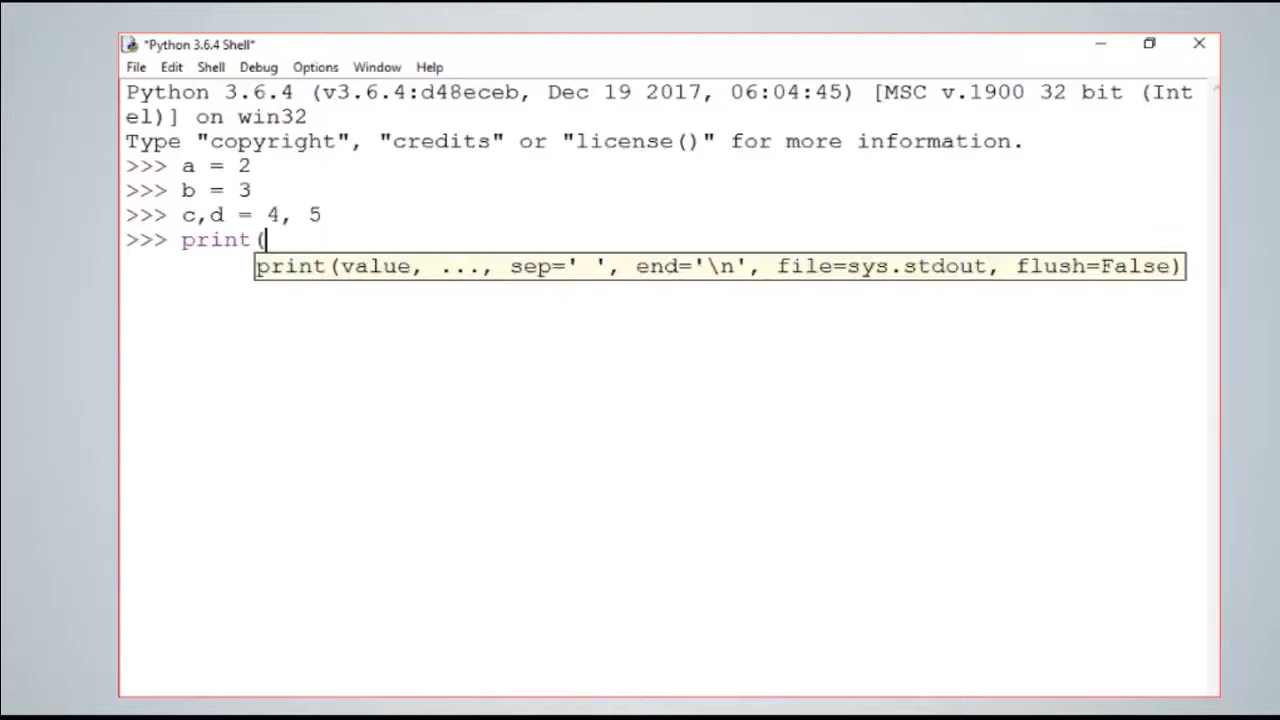 *Python 3.6.4 Shell*
File Edit Shell Debug Options Window Help
Python 3.6.4 (v3.6.4:d48eceb, Dec 19 2017, 06:04:45) [MSC v.1900 32 bit (Int
el)] on win32
Type "copyright", "credits" or "license()" for more information.
>>> a = 2
>>> b = 3
>>> c,d = 4, 5
>>> print(
print(value, ..., sep=' ', end='\n', file=sys.stdout, flush=False)